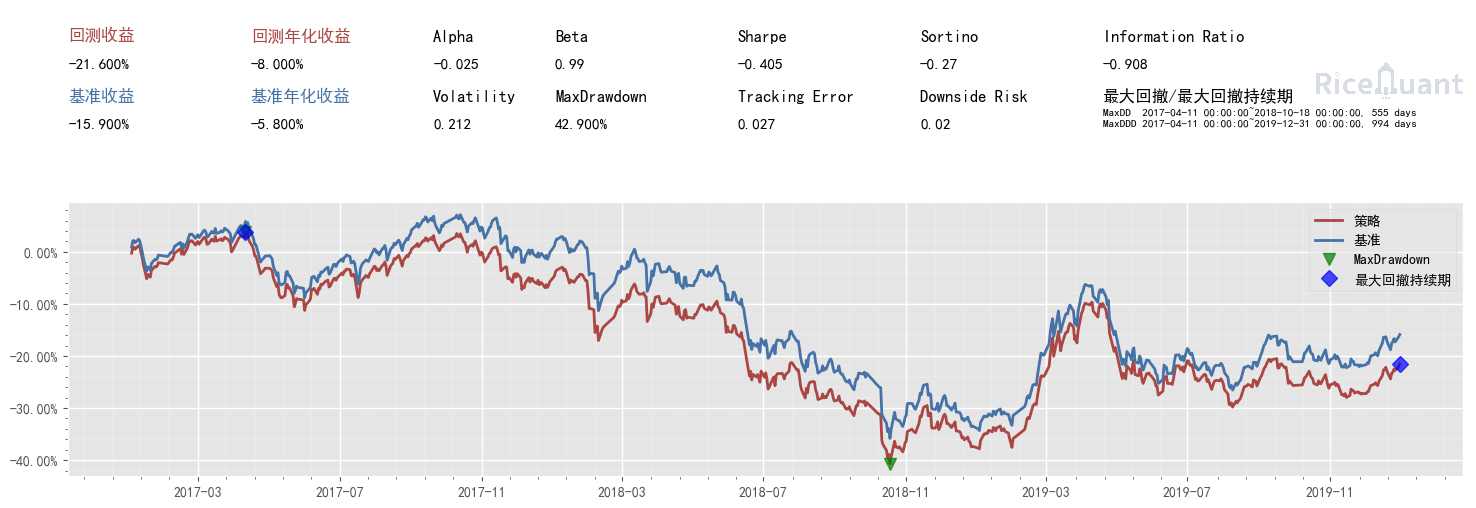 回测收益 回测年化收益 Alpha Beta Sharpe Sortino Information Ratio
-21.600% -8.000% -0.025 0.99 -0.405 -0.27 -0.908
RiceQuant
基准收益 基准年化收益 Volatility MaxDrawdown Tracking Error Downside Risk 最大回撤/最大回撤持续期
-15.900% -5.800% 0.212 42.900% 0.027 0.02
MaxDD 2017-04-11 00:00:00~2018-10-18 00:00:00, 555 days
MaxDDD 2017-04-11 00:00:00~2019-12-31 00:00:00, 994 days
策略
基准
MaxDrawdown
最大回撤持续期
0.00%
-10.00%
-20.00%
-30.00%
-40.00%
2017-03 2017-07 2017-11 2018-03 2018-07 2018-11 2019-03 2019-07 2019-11